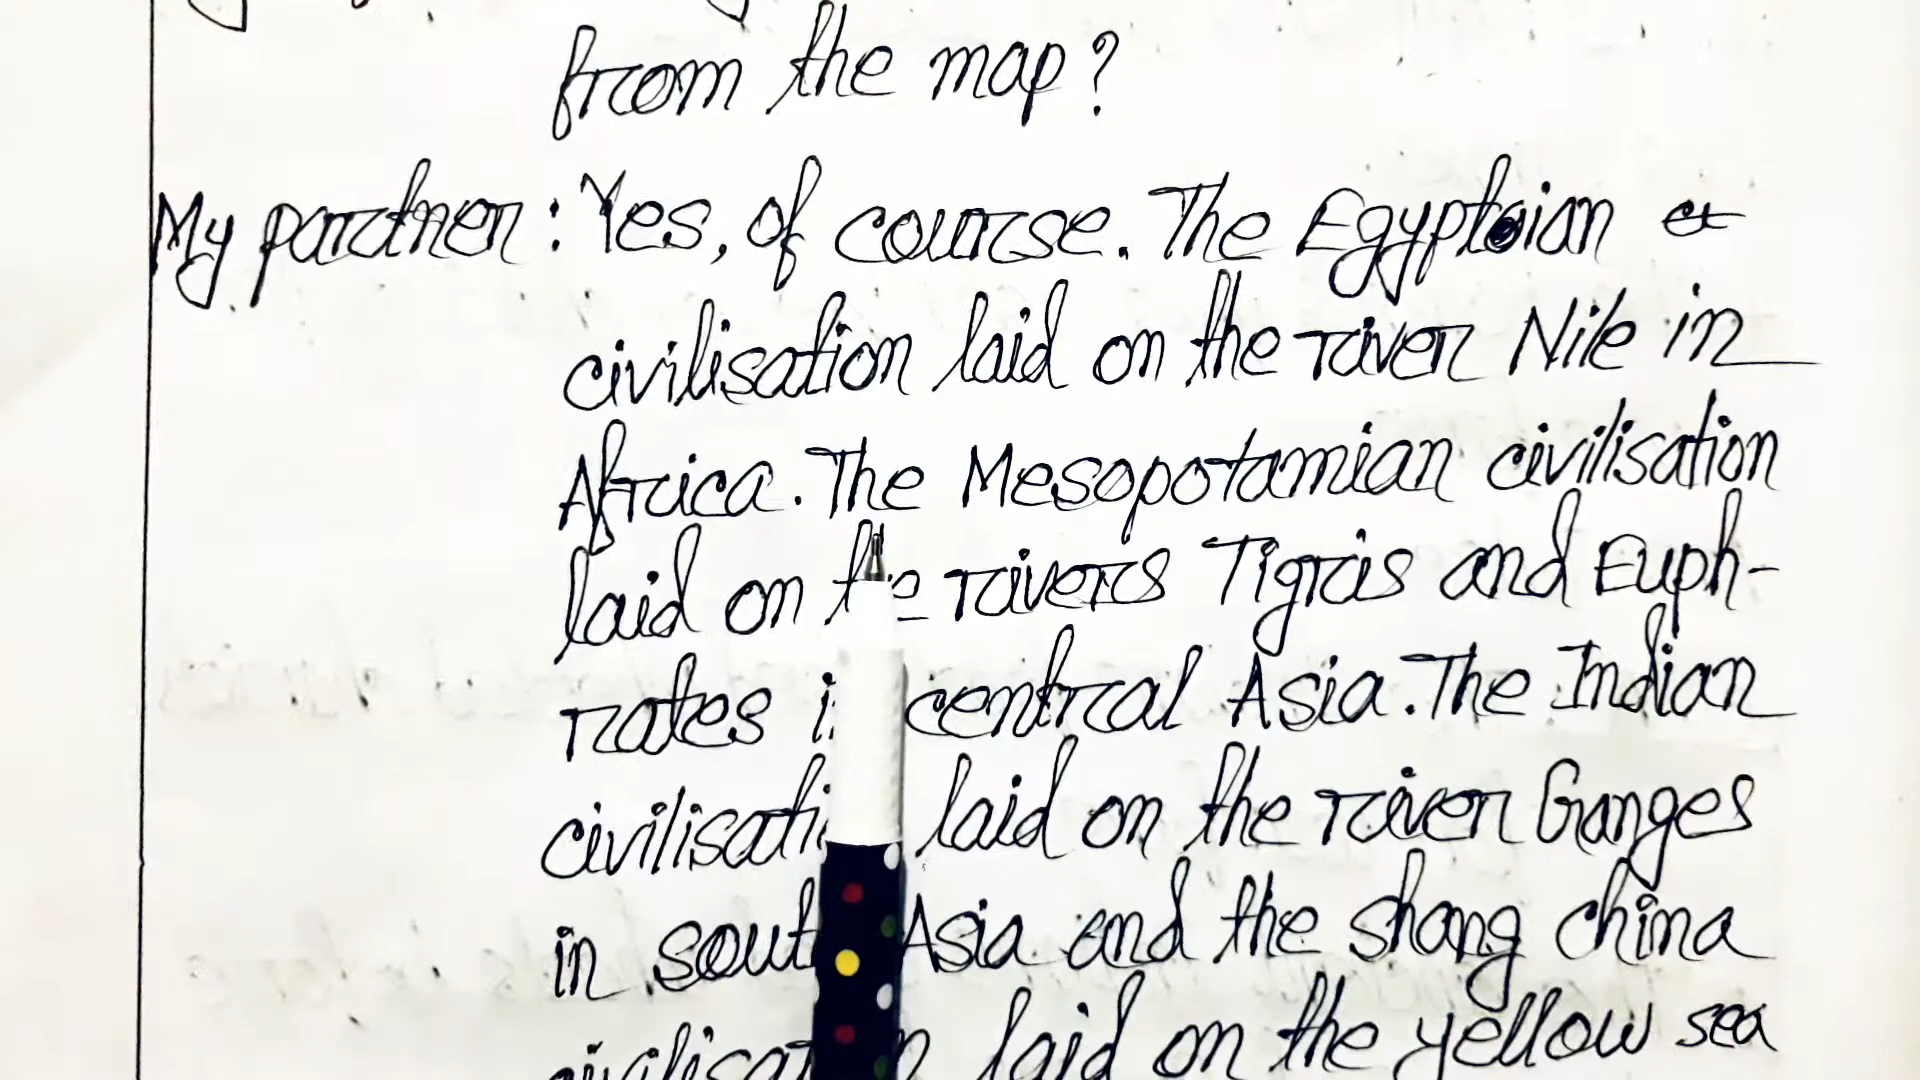 from the map?
My partner: Yes, of course. The Egyptian
civilisation laid on the river Nile in
Africa. The Mesopotamian civilisation
laid on the rivers Tigris and Euph-
rates in central Asia. The Indian
civilisation laid on the river Ganges
in south Asia and the shang china
civilisation laid on the yellow sea